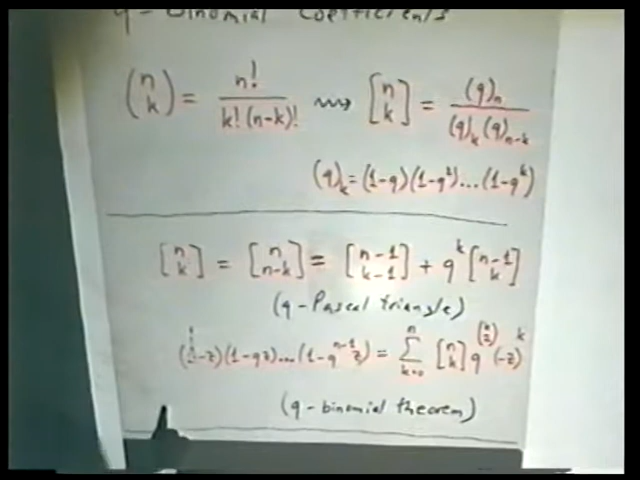 q-Binomial Coefficients
(n k) = n! / k!(n-k)! ⇝ [n k] = (q)_n / (q)_k (q)_{n-k}
(q)_k = (1-q)(1-q^2)...(1-q^k)
[n k] = [n n-k] = [n-1 k-1] + q^k [n-1 k]
(q-Pascal triangle)
(1-z)(1-qz)...(1-q^{n-1}z) = Σ_{k=0}^{n} [n k] q^{(k 2)} (-z)^k
(q-binomial theorem)